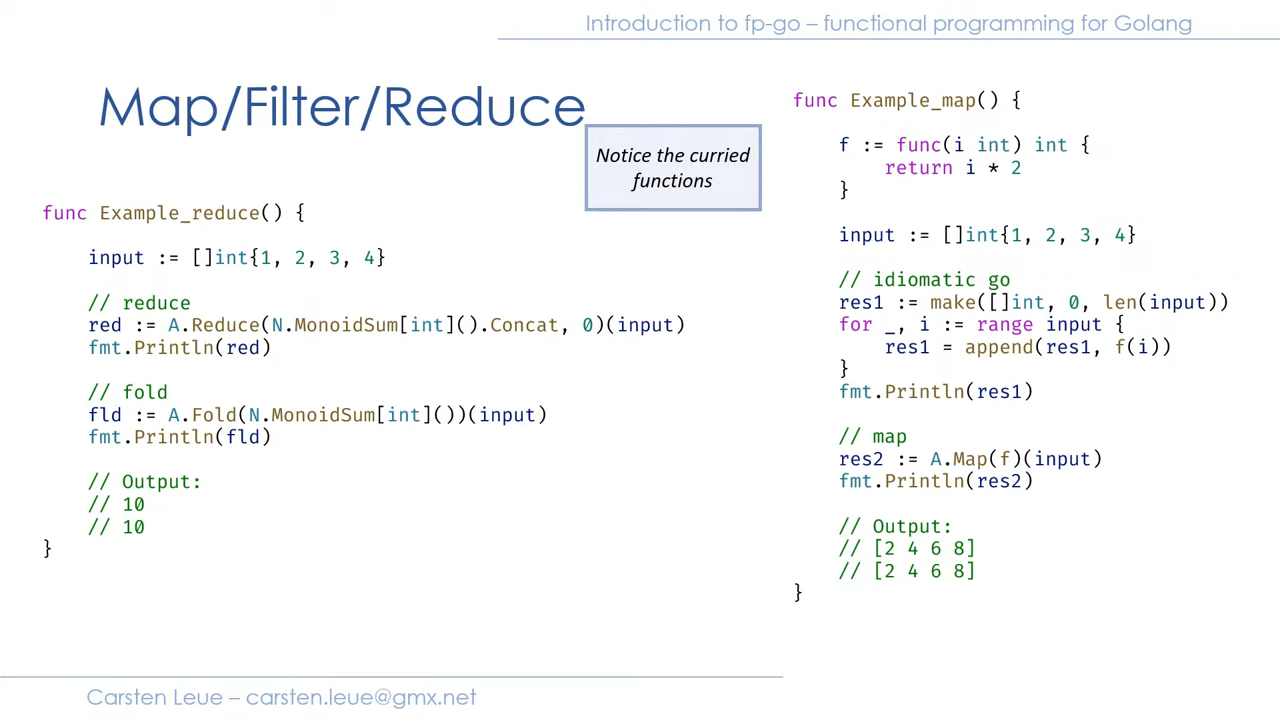 Introduction to fp-go – functional programming for Golang
Map/Filter/Reduce
Notice the curried
functions
func Example_reduce() {
input := []int{1, 2, 3, 4}
// reduce
red := A.Reduce(N.MonoidSum[int]().Concat, 0)(input)
fmt.Println(red)
// fold
fld := A.Fold(N.MonoidSum[int]())(input)
fmt.Println(fld)
// Output:
// 10
// 10
}
func Example_map() {
f := func(i int) int {
return i * 2
}
input := []int{1, 2, 3, 4}
// idiomatic go
res1 := make([]int, 0, len(input))
for _, i := range input {
res1 = append(res1, f(i))
}
fmt.Println(res1)
// map
res2 := A.Map(f)(input)
fmt.Println(res2)
// Output:
// [2 4 6 8]
// [2 4 6 8]
}
Carsten Leue – carsten.leue@gmx.net